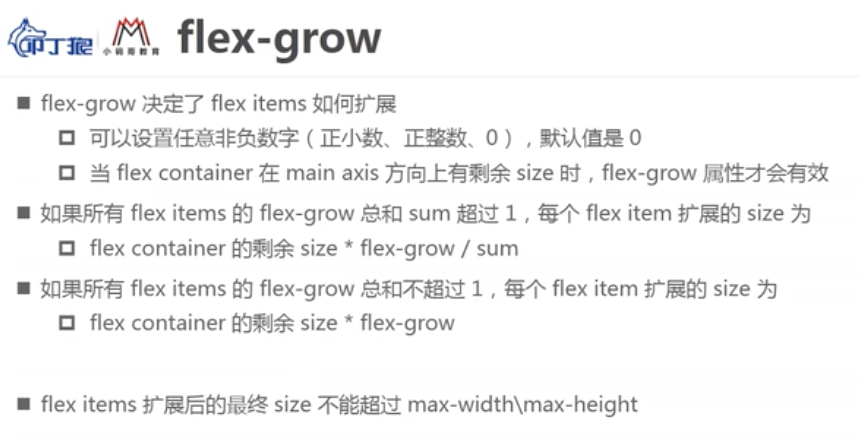 叩丁狼 小码哥教育 flex-grow
■ flex-grow 决定了 flex items 如何扩展
可以设置任意非负数字（正小数、正整数、0），默认值是 0
当 flex container 在 main axis 方向上有剩余 size 时，flex-grow 属性才会有效
■ 如果所有 flex items 的 flex-grow 总和 sum 超过 1，每个 flex item 扩展的 size 为
flex container 的剩余 size * flex-grow / sum
■ 如果所有 flex items 的 flex-grow 总和不超过 1，每个 flex item 扩展的 size 为
flex container 的剩余 size * flex-grow
■ flex items 扩展后的最终 size 不能超过 max-width\max-height